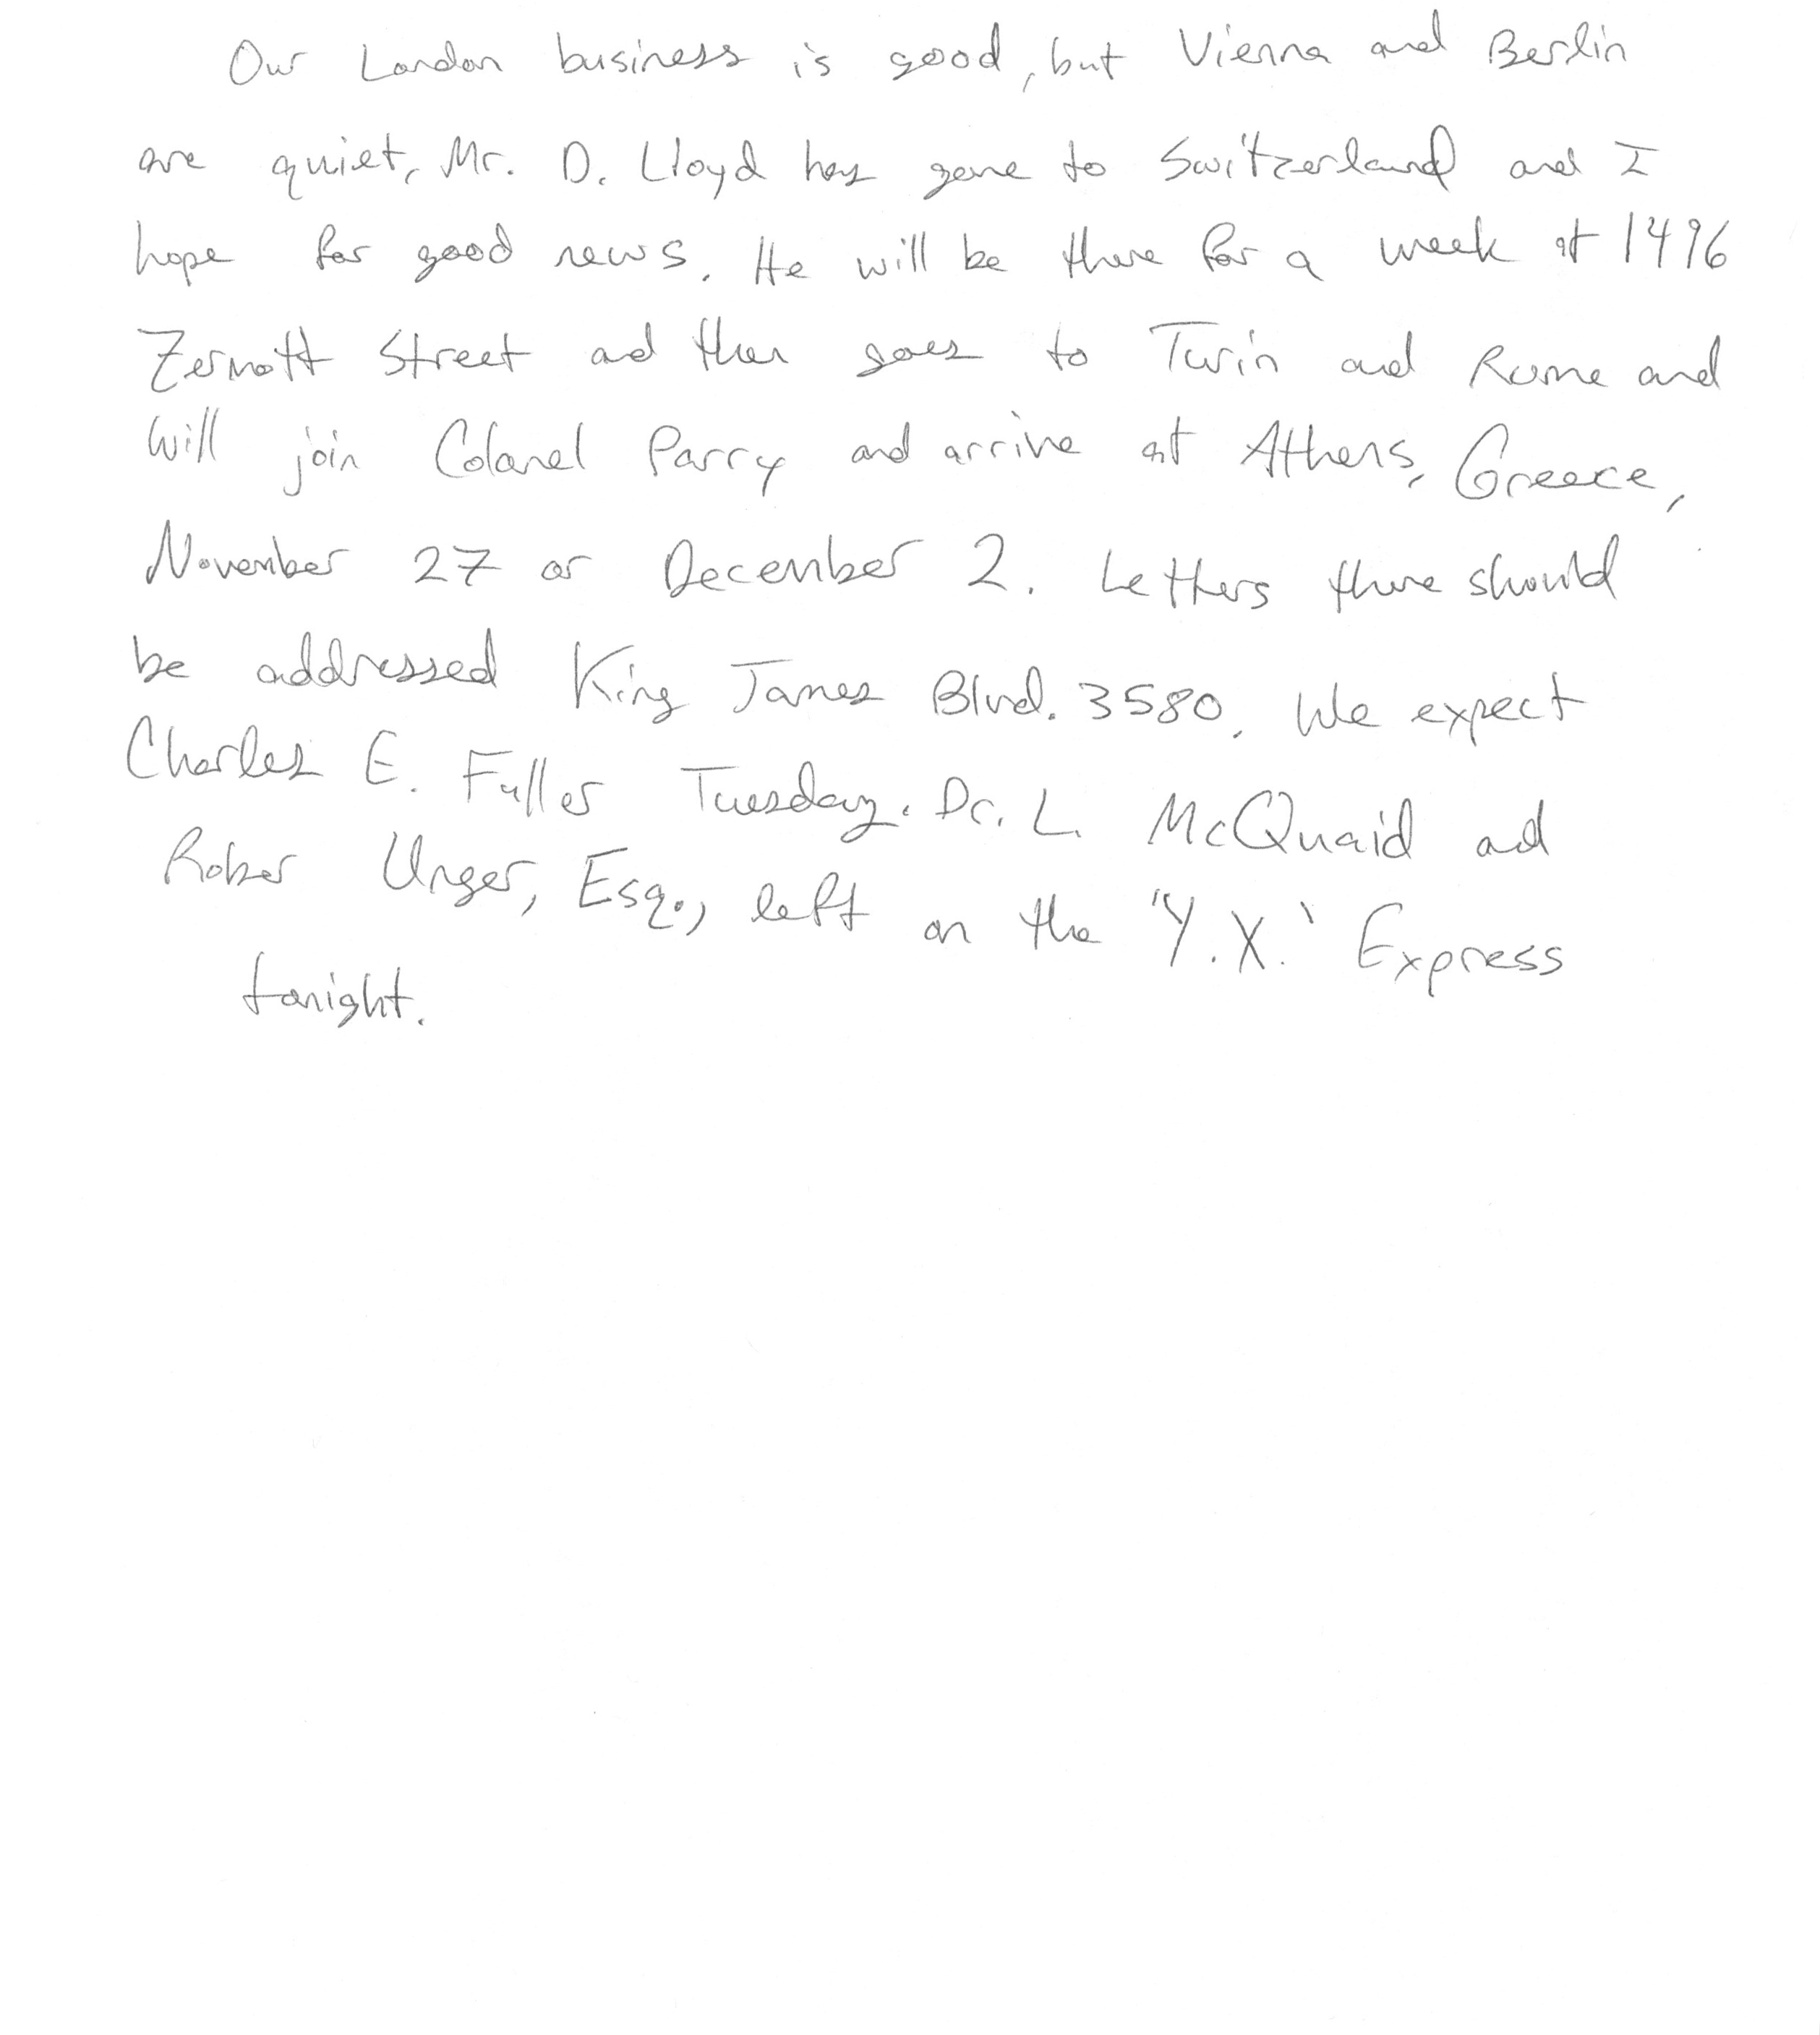 Our London business is good, but Vienna and Berlin
are quiet. Mr. D. Lloyd has gone to Switzerland and I
hope for good news. He will be there for a week at 1496
Zermott Street and then goes to Turin and Rome and
will join Colonel Parry and arrive at Athens, Greece,
November 27 or December 2. Letters there should
be addressed King James Blvd. 3580. We expect
Charles E. Fuller Tuesday. Dr. L. McQuaid and
Rober Unger, Esq., left on the 'Y.X.' Express
tonight.